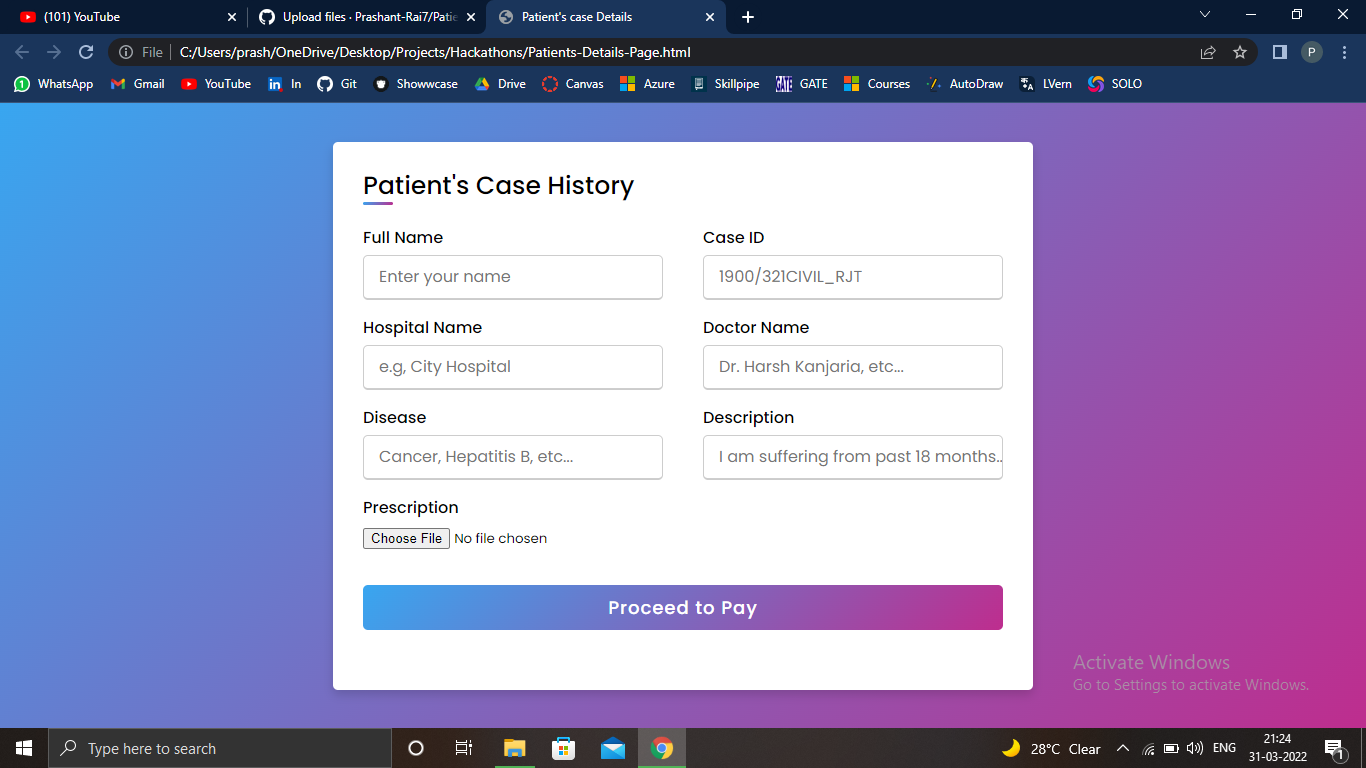 (101) YouTube
Upload files · Prashant-Rai7/Patie
Patient's case Details
File
C:/Users/prash/OneDrive/Desktop/Projects/Hackathons/Patients-Details-Page.html
P
1 WhatsApp
Gmail
YouTube
in In
Git
Showwcase
Drive
Canvas
Azure
Skillpipe
GATE GATE
Courses
AutoDraw
LVern
SOLO
Patient's Case History
Full Name
Case ID
Enter your name
1900/321CIVIL_RJT
Hospital Name
Doctor Name
e.g, City Hospital
Dr. Harsh Kanjaria, etc...
Disease
Description
Cancer, Hepatitis B, etc...
I am suffering from past 18 months..
Prescription
Choose File No file chosen
Proceed to Pay
Activate Windows
Go to Settings to activate Windows.
Type here to search
28°C Clear
ENG
21:24
31-03-2022
1